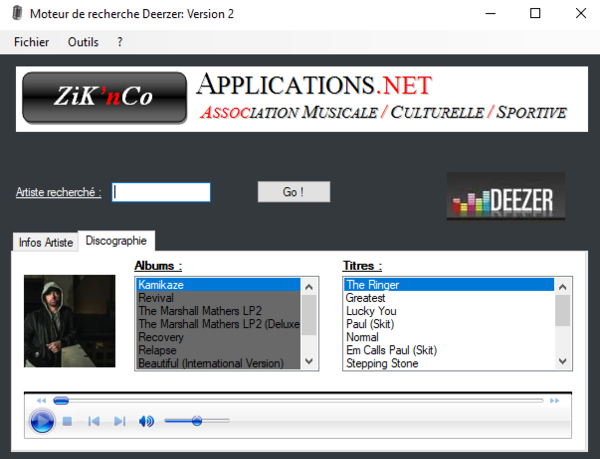 Moteur de recherche Deerzer: Version 2
Fichier Outils ?
ZiK'nCo
APPLICATIONS.NET
ASSOCIATION MUSICALE / CULTURELLE / SPORTIVE
Artiste recherché :
Go !
DEEZER
Infos Artiste
Discographie
Albums :
Kamikaze
Revival
The Marshall Mathers LP2
The Marshall Mathers LP2 (Deluxe
Recovery
Relapse
Beautiful (International Version)
Titres :
The Ringer
Greatest
Lucky You
Paul (Skit)
Normal
Em Calls Paul (Skit)
Stepping Stone